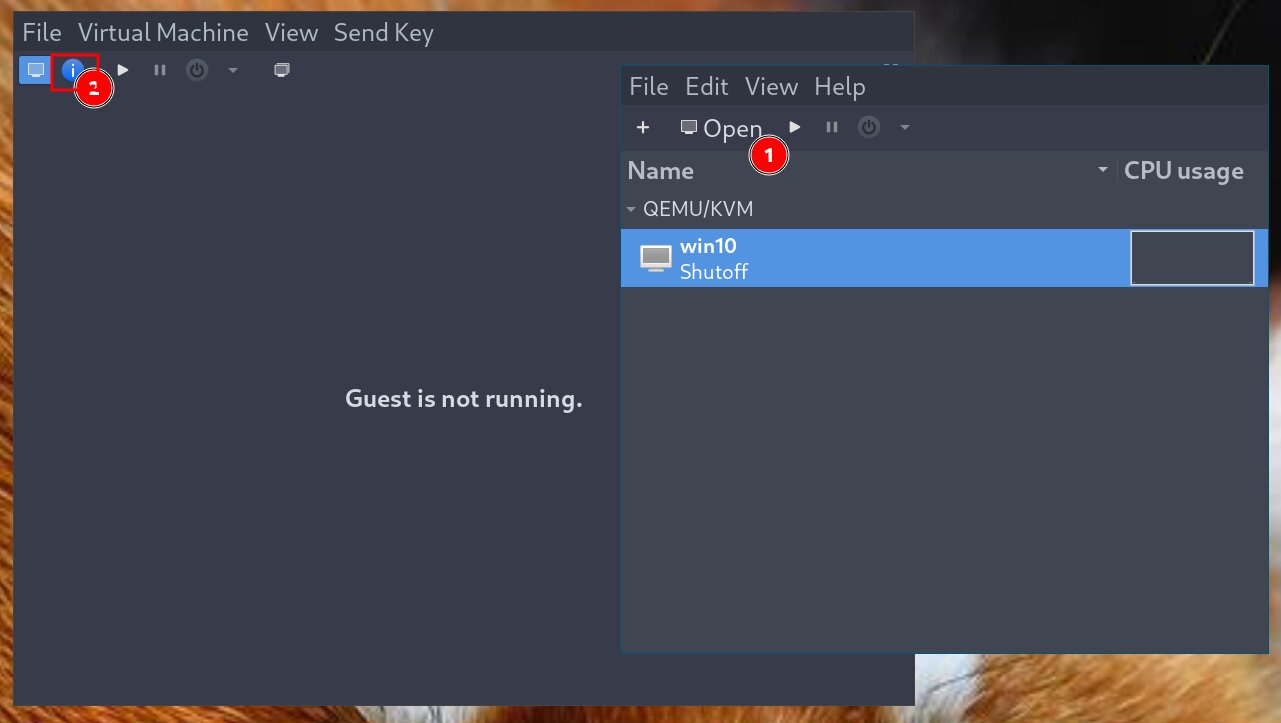 File Virtual Machine View Send Key
i
2
Guest is not running.
File Edit View Help
+ Open
1
Name CPU usage
QEMU/KVM
win10
Shutoff